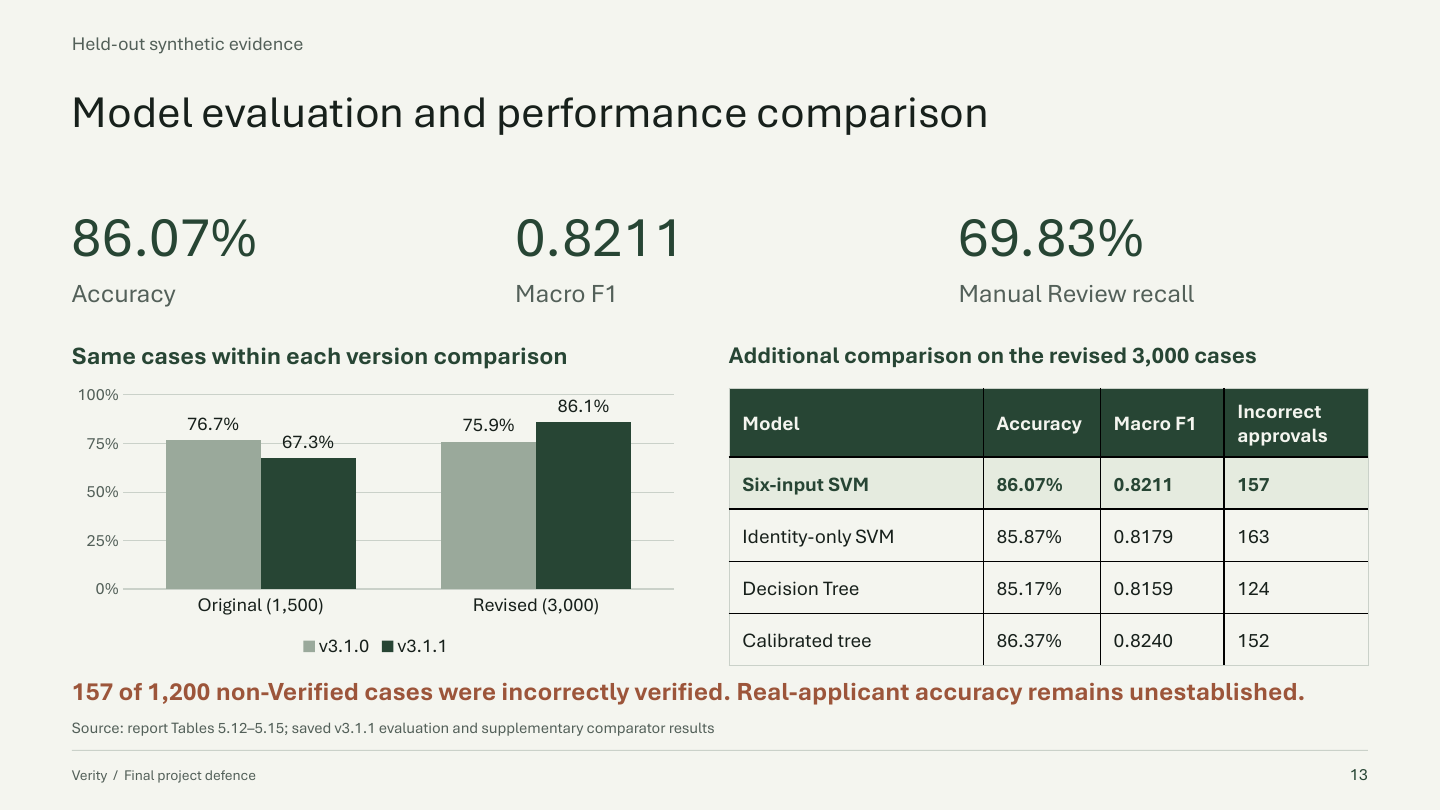 Held-out synthetic evidence
Model evaluation and performance comparison
86.07%
Accuracy
0.8211
Macro F1
69.83%
Manual Review recall
Same cases within each version comparison
100%
75%
50%
25%
0%
76.7%
67.3%
75.9%
86.1%
Original (1,500)
Revised (3,000)
v3.1.0
v3.1.1
Additional comparison on the revised 3,000 cases
Model Accuracy Macro F1 Incorrect approvals
Six-input SVM 86.07% 0.8211 157
Identity-only SVM 85.87% 0.8179 163
Decision Tree 85.17% 0.8159 124
Calibrated tree 86.37% 0.8240 152
157 of 1,200 non-Verified cases were incorrectly verified. Real-applicant accuracy remains unestablished.
Source: report Tables 5.12–5.15; saved v3.1.1 evaluation and supplementary comparator results
Verity / Final project defence
13